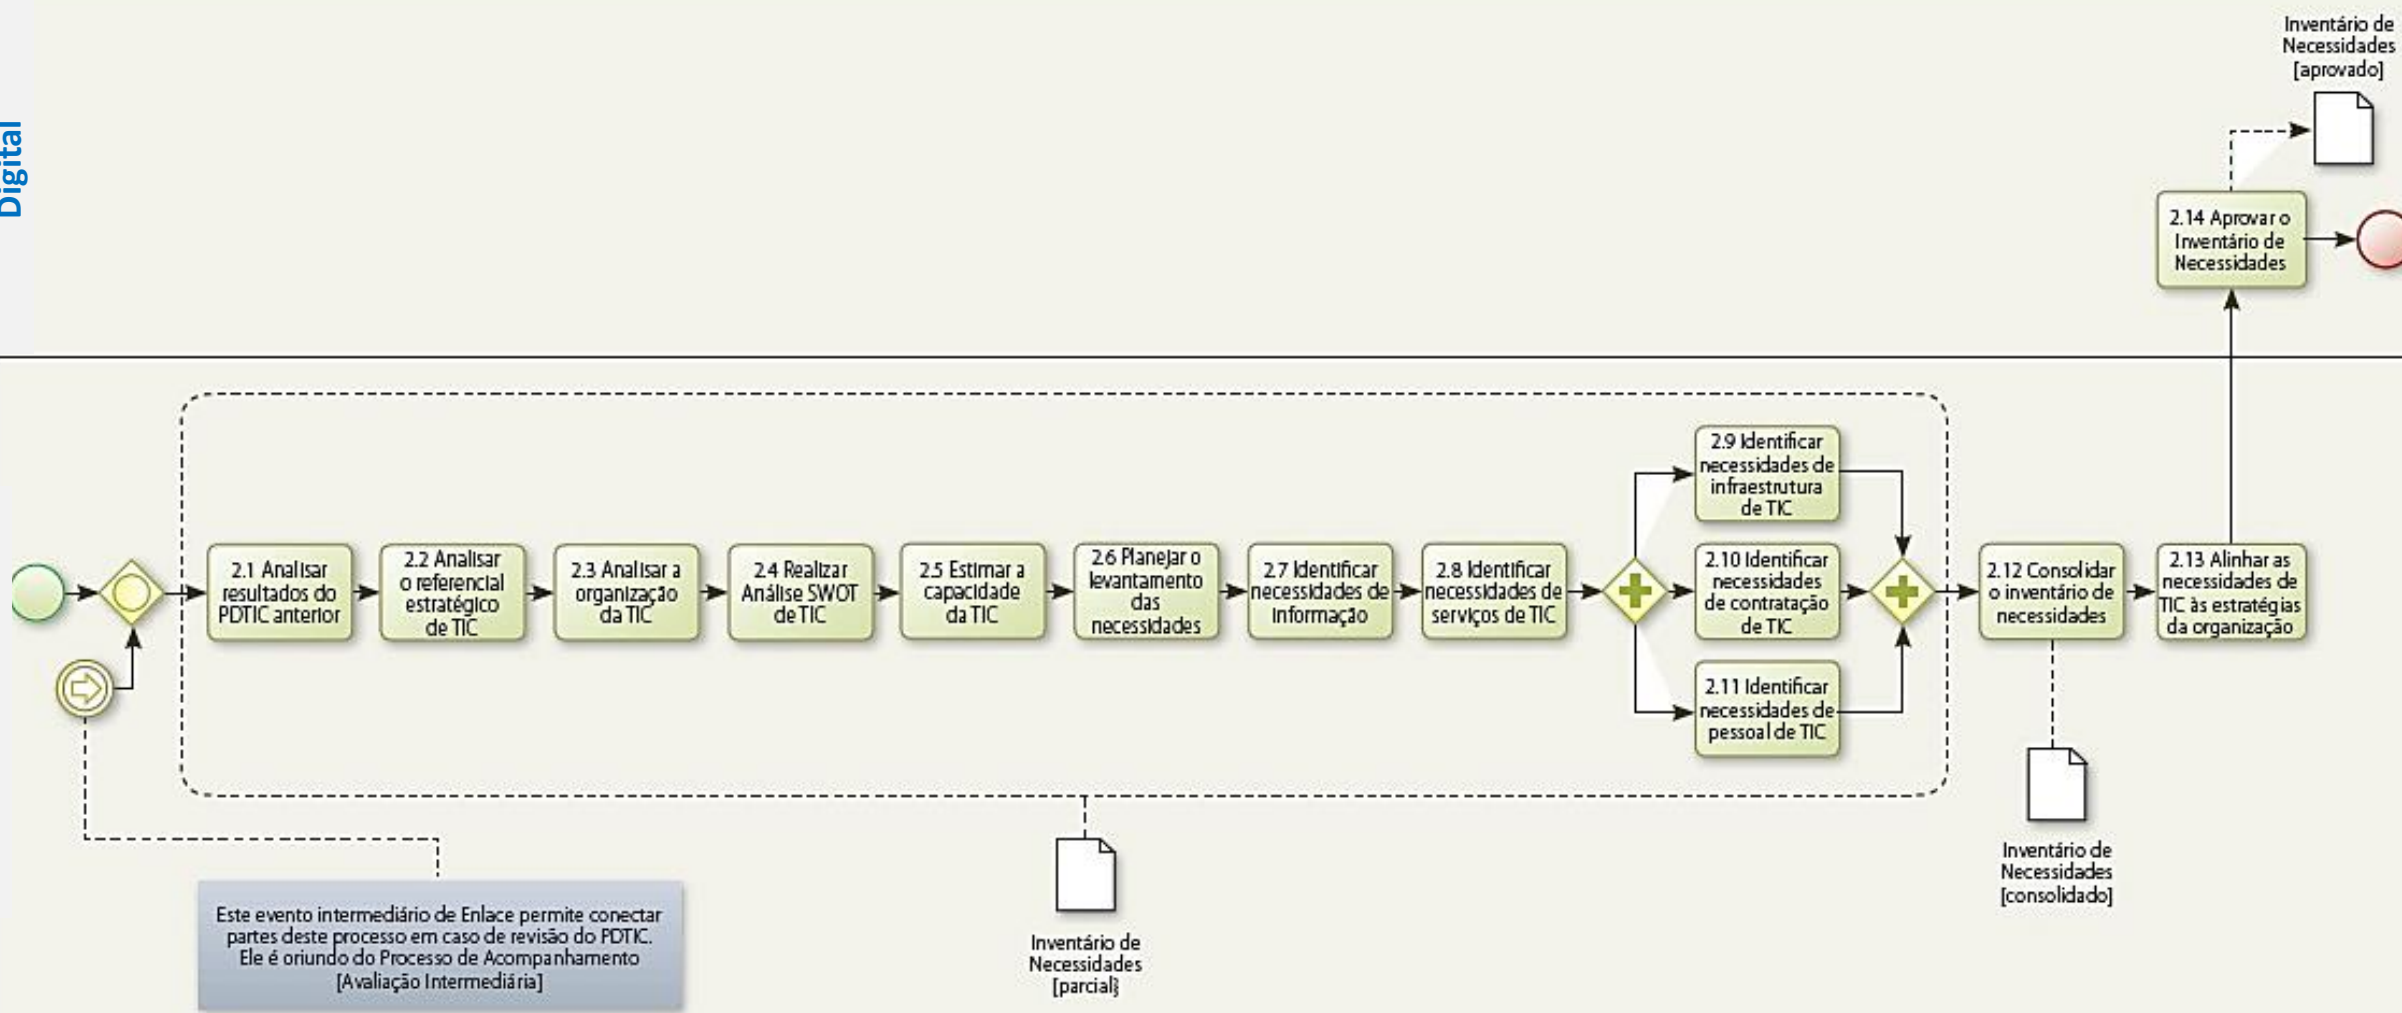 Inventário de
Necessidades
[aprovado]
Digital
2.14 Aprovar o
Inventário de
Necessidades
2.1 Analisar
resultados do
PDTIC anterior
2.2 Analisar
o referencial
estratégico
de TIC
2.3 Analisar a
organização
da TIC
2.4 Realizar
Análise SWOT
de TIC
2.5 Estimar a
capacidade
da TIC
2.6 Planejar o
levantamento
das
necessidades
2.7 Identificar
necessidades de
informação
2.8 Identificar
necessidades de
serviços de TIC
2.9 Identificar
necessidades de
infraestrutura
de TIC
2.10 Identificar
necessidades
de contratação
de TIC
2.11 Identificar
necessidades de
pessoal de TIC
2.12 Consolidar
o inventário de
necessidades
2.13 Alinhar as
necessidades de
TIC às estratégias
da organização
Este evento intermediário de Enlace permite conectar
partes deste processo em caso de revisão do PDTIC.
Ele é oriundo do Processo de Acompanhamento
[Avaliação Intermediária]
Inventário de
Necessidades
[parcial}
Inventário de
Necessidades
[consolidado]